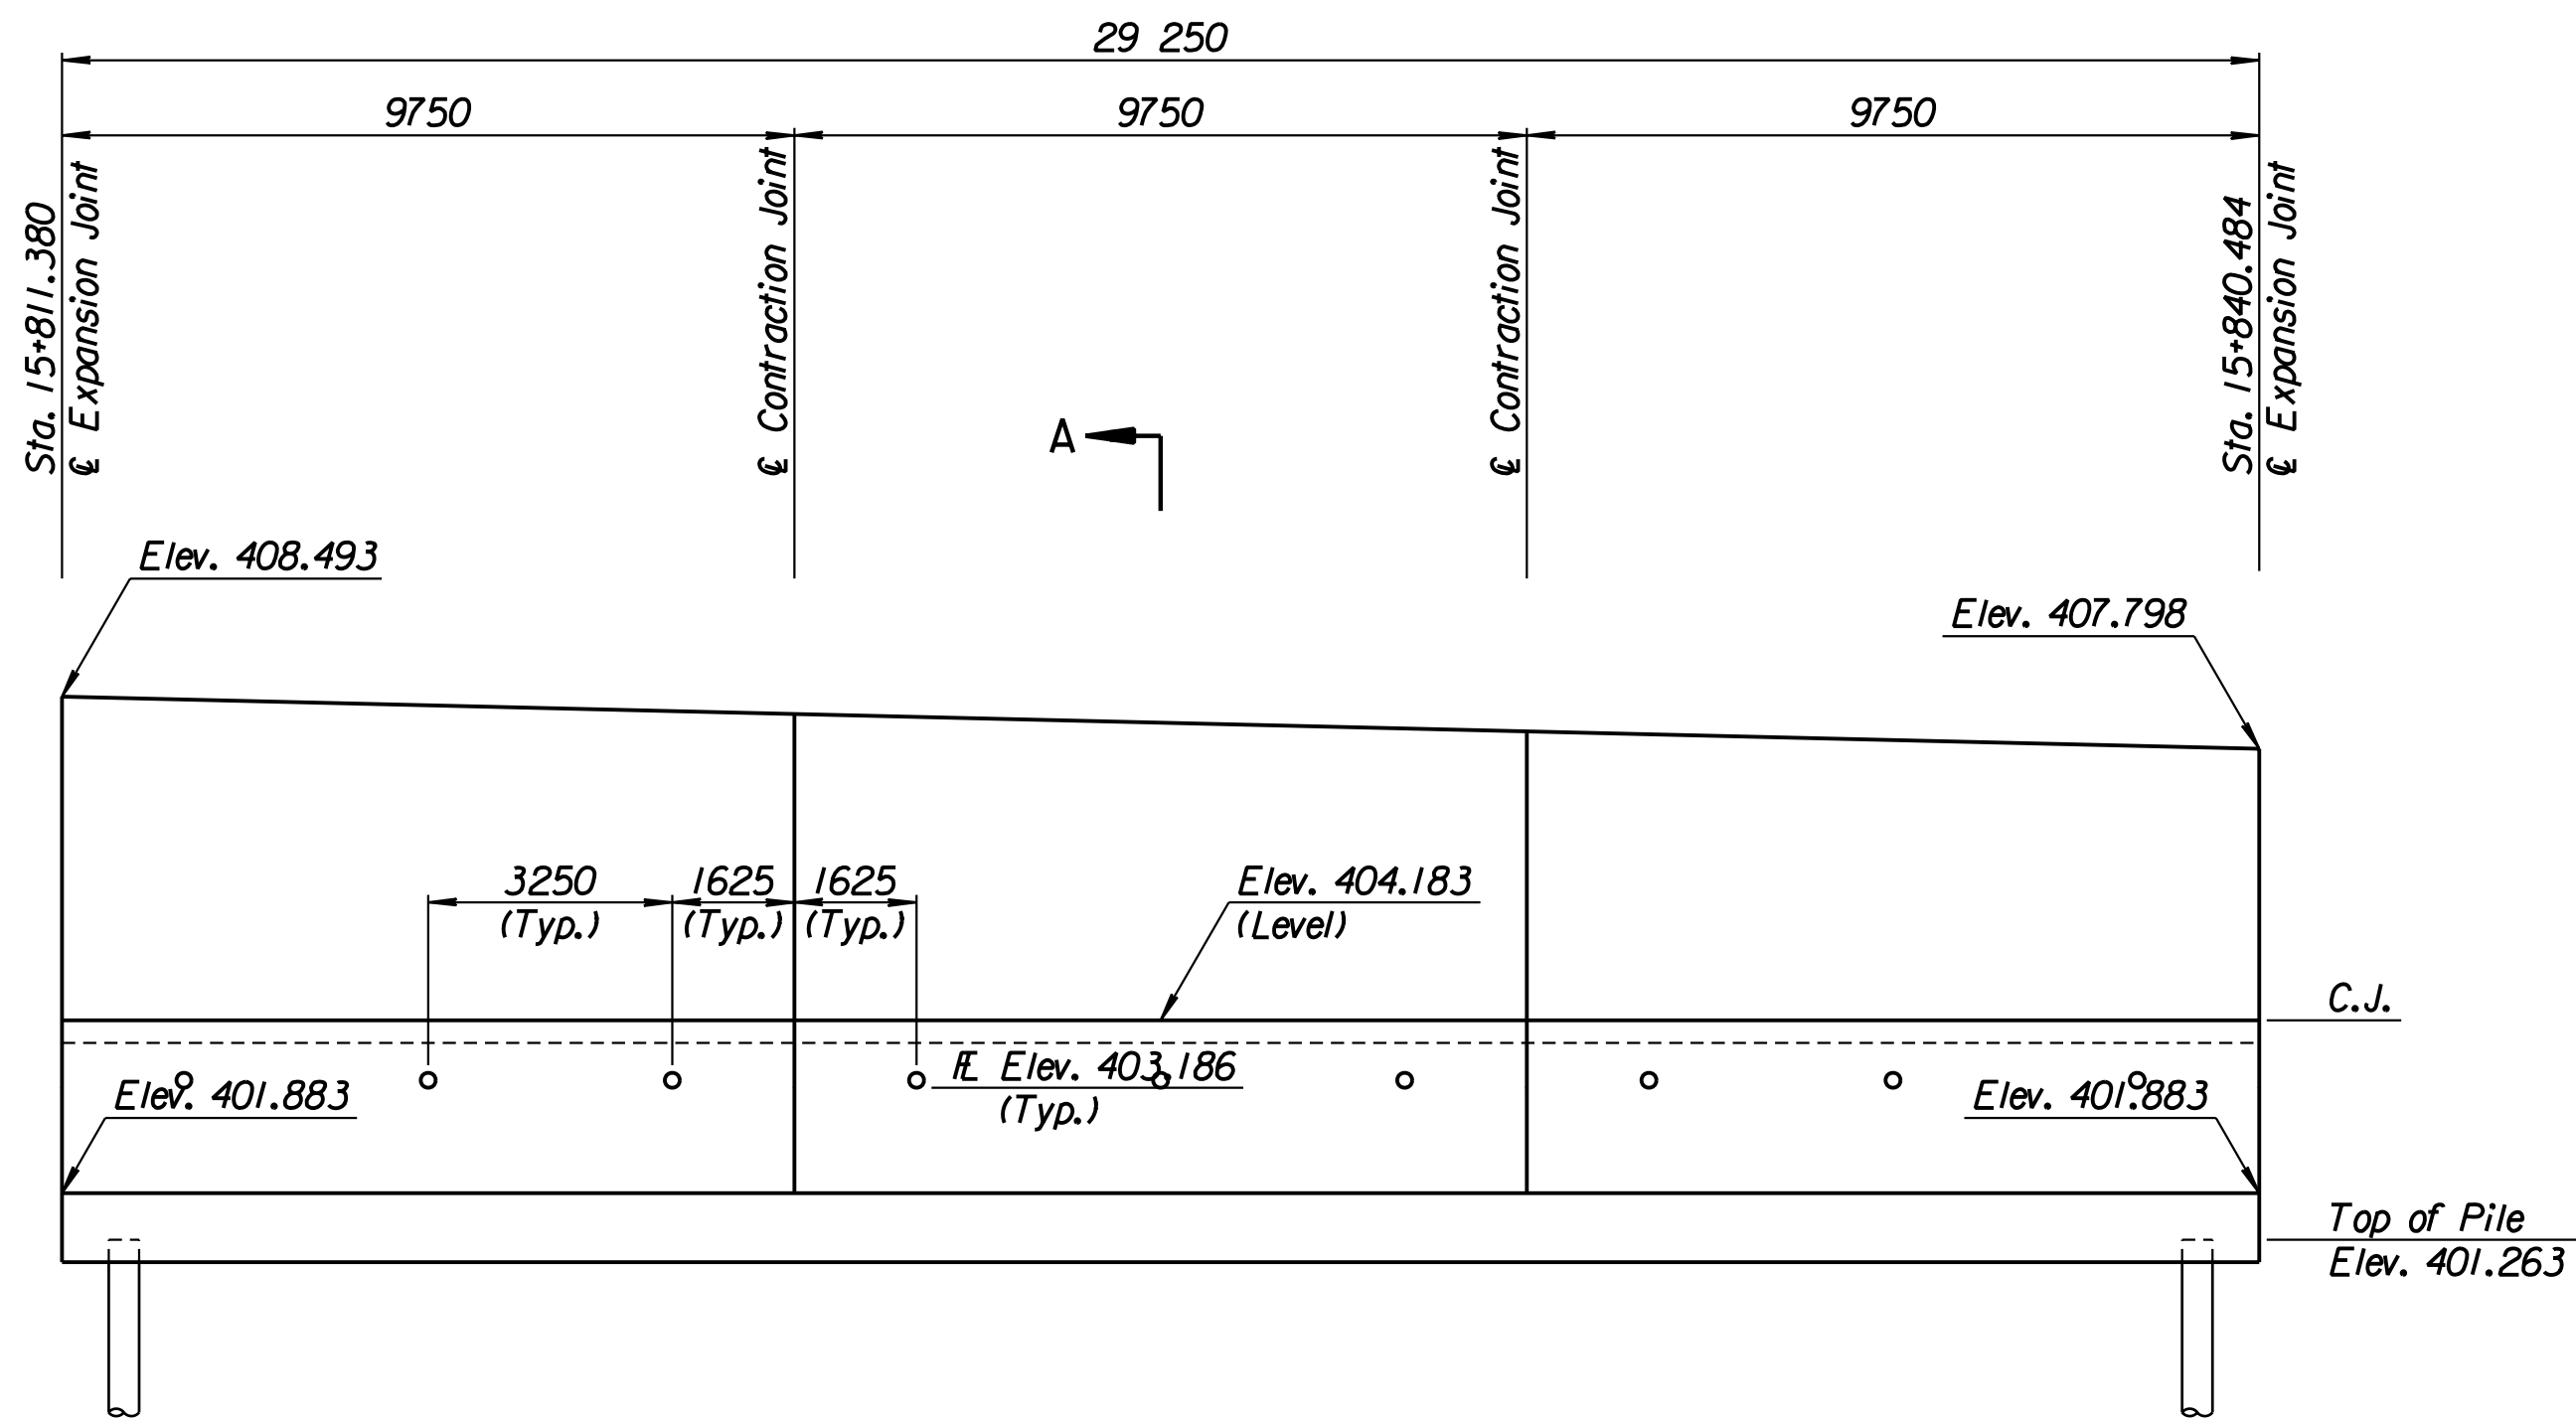 29 250
9750
9750
9750
Sta. 15+811.380
℄ Expansion Joint
℄ Contraction Joint
℄ Contraction Joint
Sta. 15+840.484
℄ Expansion Joint
A
Elev. 408.493
Elev. 407.798
3250
(Typ.)
1625
(Typ.)
1625
(Typ.)
Elev. 404.183
(Level)
C.J.
Elev. 403.186
(Typ.)
Elev. 401.883
Elev. 401.883
Top of Pile
Elev. 401.263